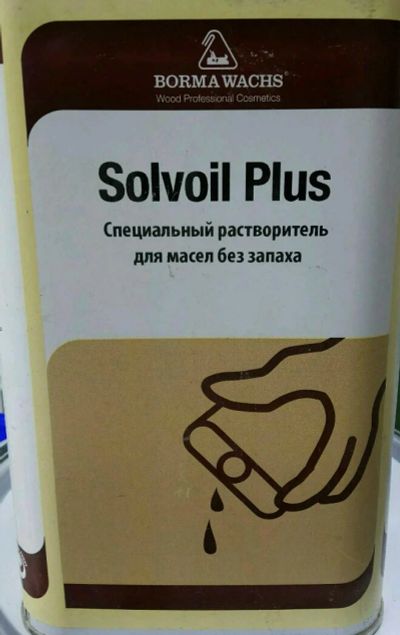 BORMA WACHS®
Wood Professional Cosmetics
Solvoil Plus
Специальный растворитель
для масел без запаха